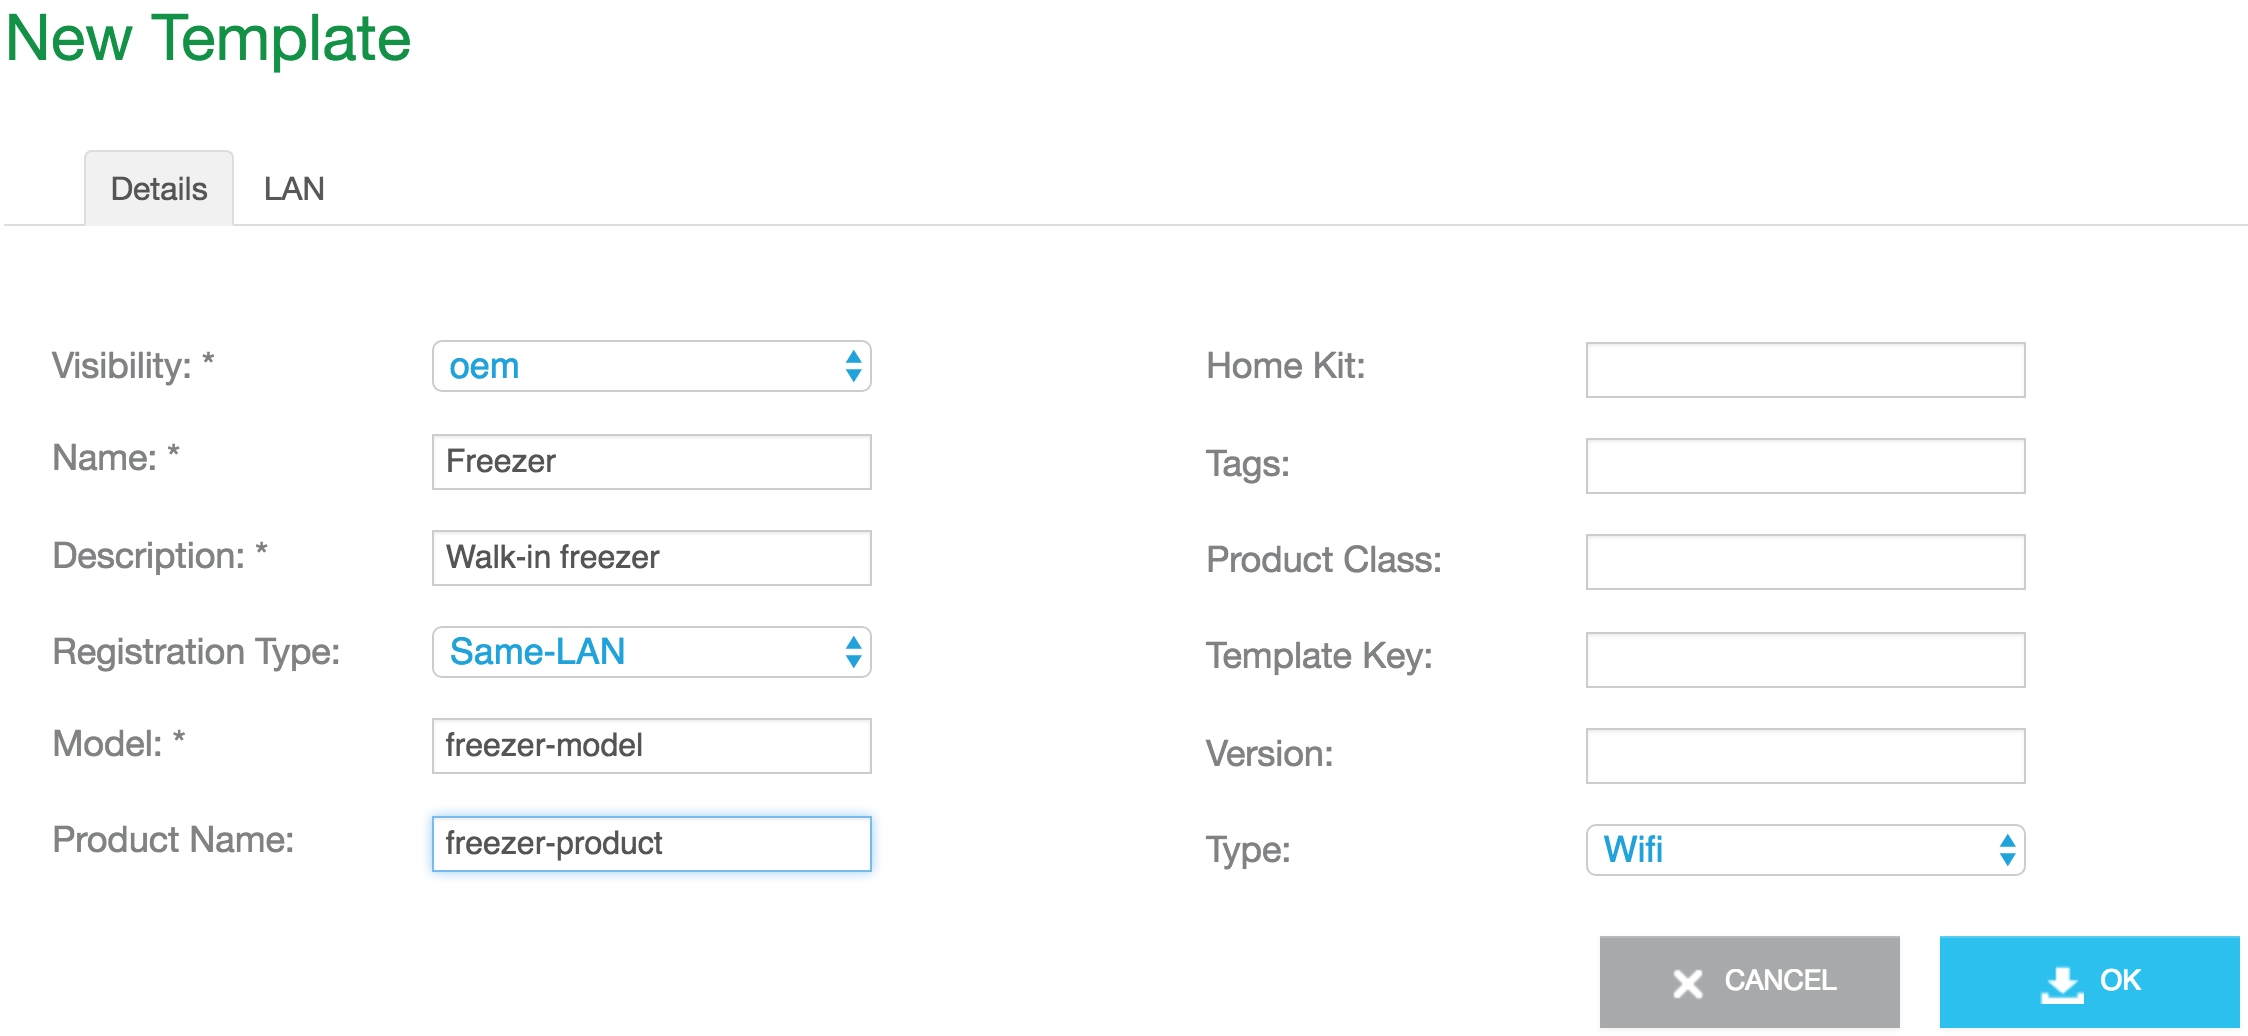 New Template
Details LAN
Visibility: * oem
Name: * Freezer
Description: * Walk-in freezer
Registration Type: Same-LAN
Model: * freezer-model
Product Name: freezer-product
Home Kit:
Tags:
Product Class:
Template Key:
Version:
Type: Wifi
CANCEL OK